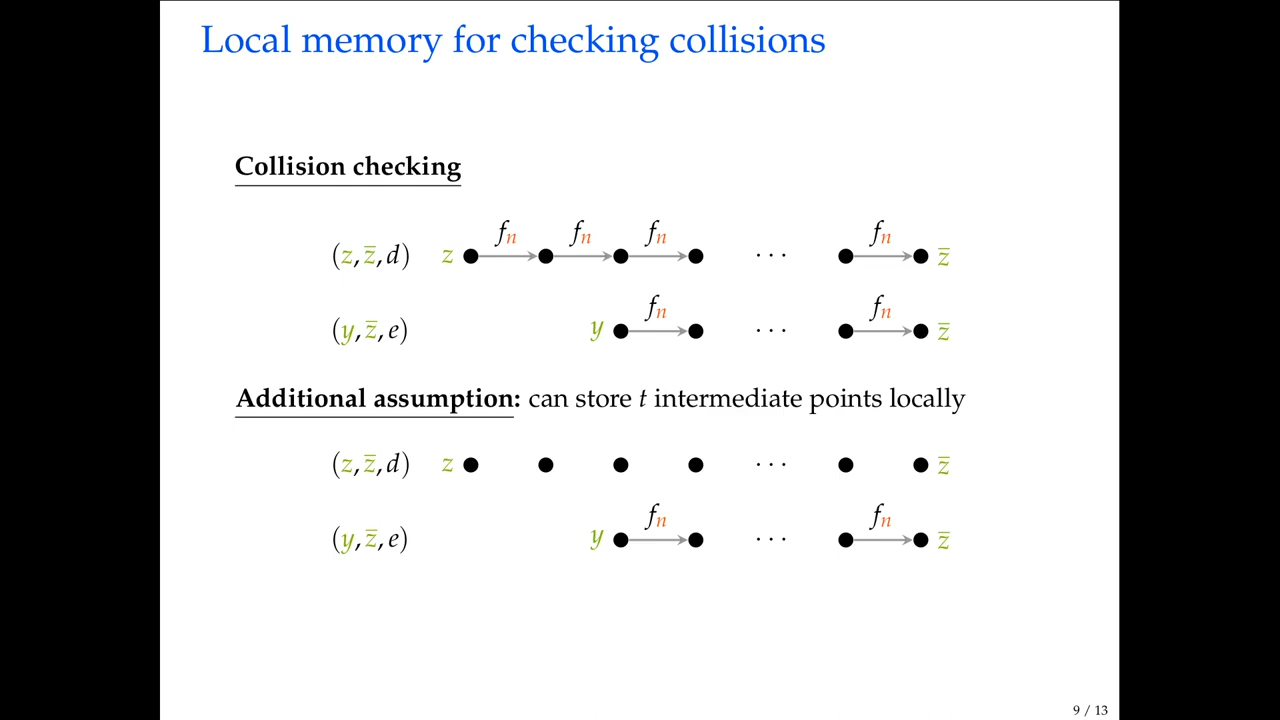 Local memory for checking collisions
Collision checking
fn fn fn fn
(z, z̅, d) z · · · z̅
fn fn
(y, z̅, e) y · · · z̅
Additional assumption: can store t intermediate points locally
(z, z̅, d) z · · · z̅
fn fn
(y, z̅, e) y · · · z̅
9 / 13